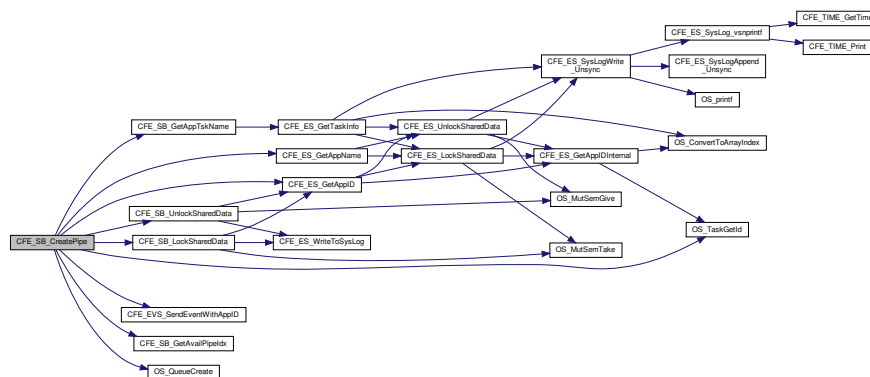 CFE_TIME_GetTime
CFE_ES_SysLog_vsnprintf
CFE_TIME_Print
CFE_ES_SysLogWrite
_Unsync
CFE_ES_SysLogAppend
_Unsync
OS_printf
CFE_SB_GetAppTskName
CFE_ES_GetTaskInfo
CFE_ES_UnlockSharedData
OS_ConvertToArrayIndex
CFE_ES_GetAppName
CFE_ES_LockSharedData
CFE_ES_GetAppIDInternal
CFE_ES_GetAppID
OS_MutSemGive
CFE_SB_UnlockSharedData
OS_TaskGetId
CFE_SB_CreatePipe
CFE_SB_LockSharedData
CFE_ES_WriteToSysLog
OS_MutSemTake
CFE_EVS_SendEventWithAppID
CFE_SB_GetAvailPipeIdx
OS_QueueCreate